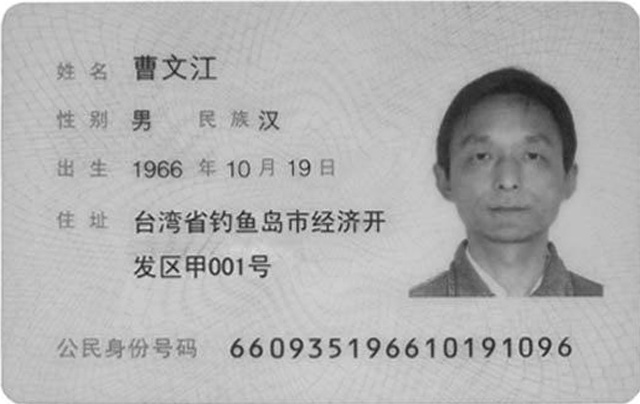 姓名 曹文江
性别 男 民族 汉
出生 1966 年 10 月 19 日
住址 台湾省钓鱼岛市经济开
发区甲001号
公民身份号码 660935196610191096